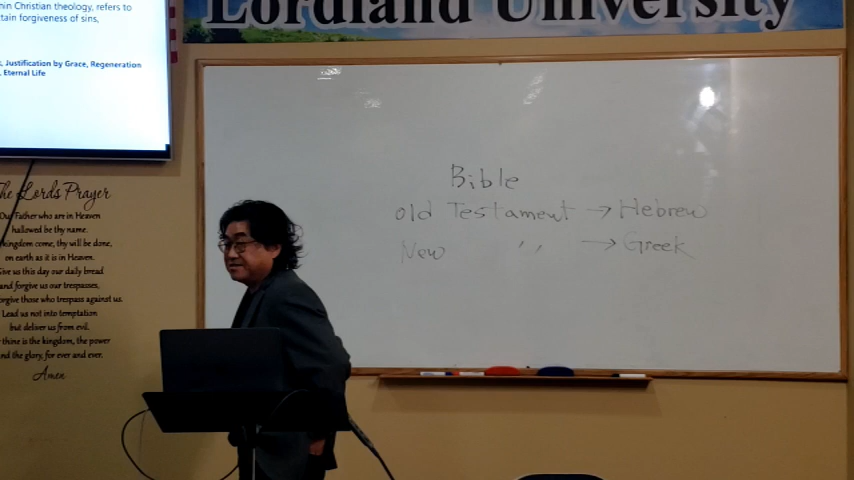 Lordland University
in Christian theology, refers to
tain forgiveness of sins,
, Justification by Grace, Regeneration
, Eternal Life
The Lords Prayer
Our Father who are in Heaven
hallowed be thy name.
kingdom come, thy will be done,
on earth as it is in Heaven.
Give us this day our daily bread
and forgive us our trespasses,
forgive those who trespass against us.
Lead us not into temptation
but deliver us from evil.
thine is the kingdom, the power
and the glory, for ever and ever.
Amen
Bible
old Testament → Hebrew
New " → Greek